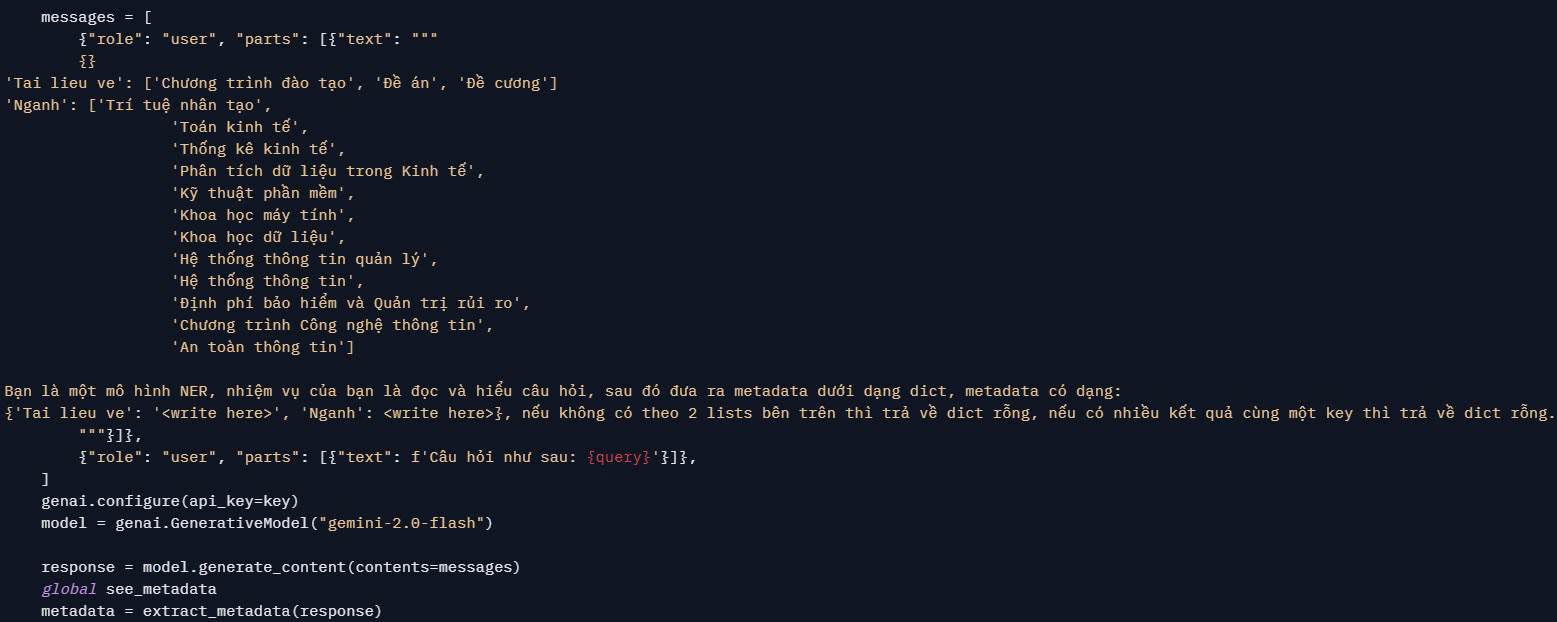 messages = [
{"role": "user", "parts": [{"text": """
{}
'Tai lieu ve': ['Chương trình đào tạo', 'Đề án', 'Đề cương']
'Nganh': ['Trí tuệ nhân tạo',
'Toán kinh tế',
'Thống kê kinh tế',
'Phân tích dữ liệu trong Kinh tế',
'Kỹ thuật phần mềm',
'Khoa học máy tính',
'Khoa học dữ liệu',
'Hệ thống thông tin quản lý',
'Hệ thống thông tin',
'Định phí bảo hiểm và Quản trị rủi ro',
'Chương trình Công nghệ thông tin',
'An toàn thông tin']
Bạn là một mô hình NER, nhiệm vụ của bạn là đọc và hiểu câu hỏi, sau đó đưa ra metadata dưới dạng dict, metadata có dạng:
{'Tai lieu ve': '<write here>', 'Nganh': <write here>}, nếu không có theo 2 lists bên trên thì trả về dict rỗng, nếu có nhiều kết quả cùng một key thì trả về dict rỗng.
"""}]},
{"role": "user", "parts": [{"text": f'Câu hỏi như sau: {query}'}]},
]
genai.configure(api_key=key)
model = genai.GenerativeModel("gemini-2.0-flash")
response = model.generate_content(contents=messages)
global see_metadata
metadata = extract_metadata(response)